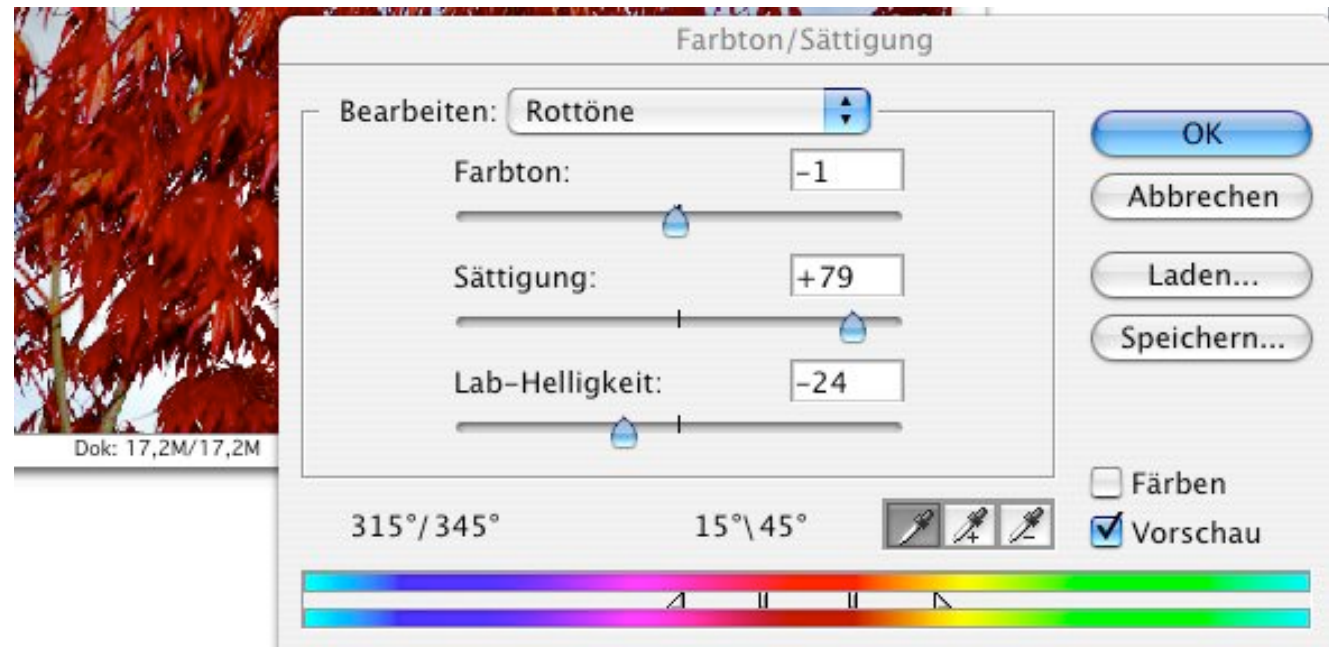 Farbton/Sättigung
Bearbeiten: Rottöne
Farbton: -1
Sättigung: +79
Lab-Helligkeit: -24
OK
Abbrechen
Laden...
Speichern...
Färben
Vorschau
315°/345° 15°\45°
Dok: 17,2M/17,2M